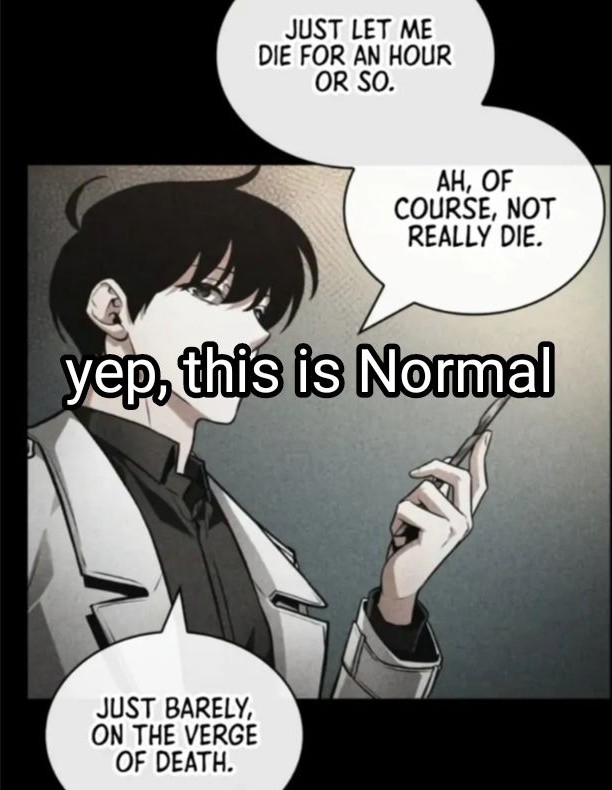 JUST LET ME
DIE FOR AN HOUR
OR SO.
AH, OF
COURSE, NOT
REALLY DIE.
yep, this is Normal
JUST BARELY,
ON THE VERGE
OF DEATH.